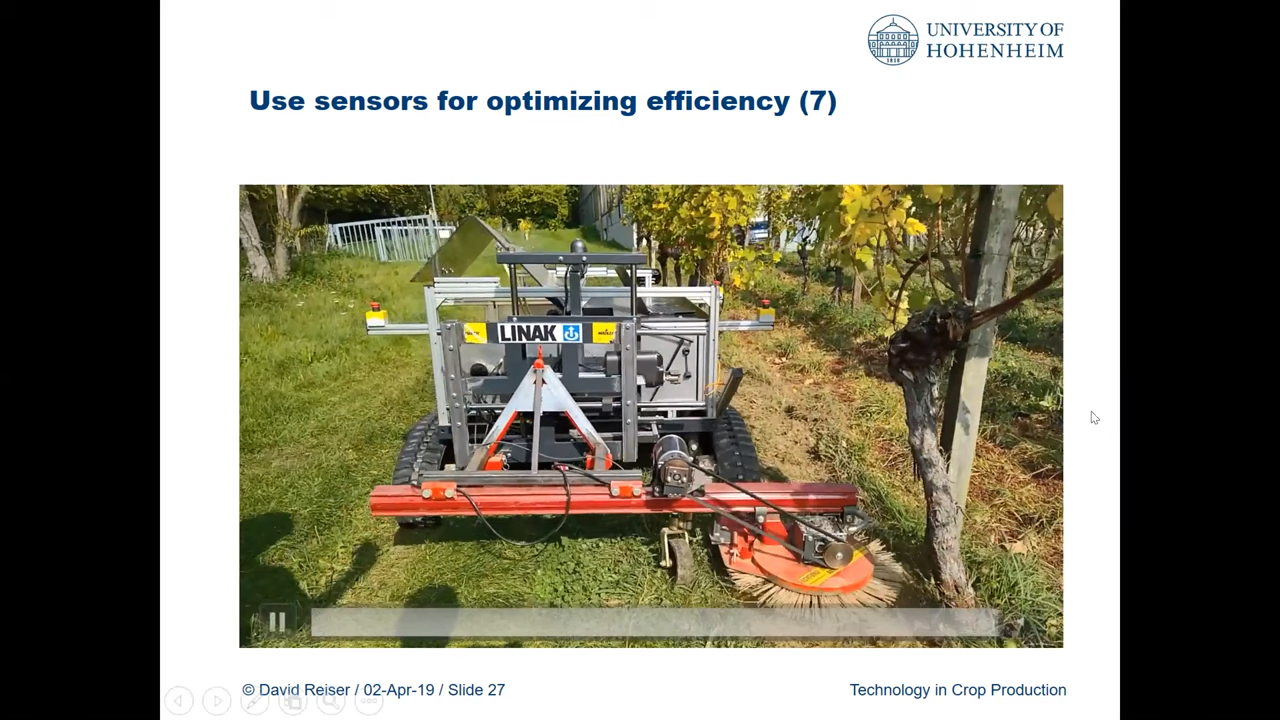 UNIVERSITY OF
HOHENHEIM
1818
Use sensors for optimizing efficiency (7)
LINAK
© David Reiser / 02-Apr-19 / Slide 27
Technology in Crop Production